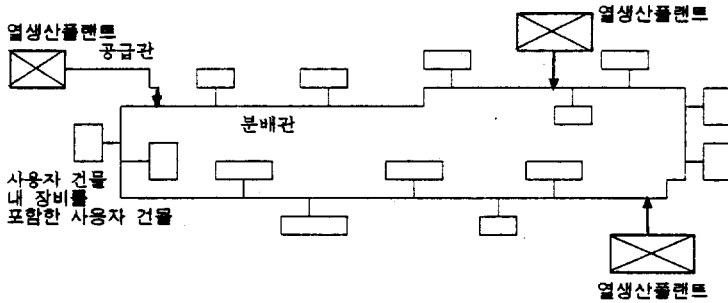 열생산플랜트
공급관
열생산플랜트
분배관
사용자 건물
내 장비를
포함한 사용자 건물
열생산플랜트